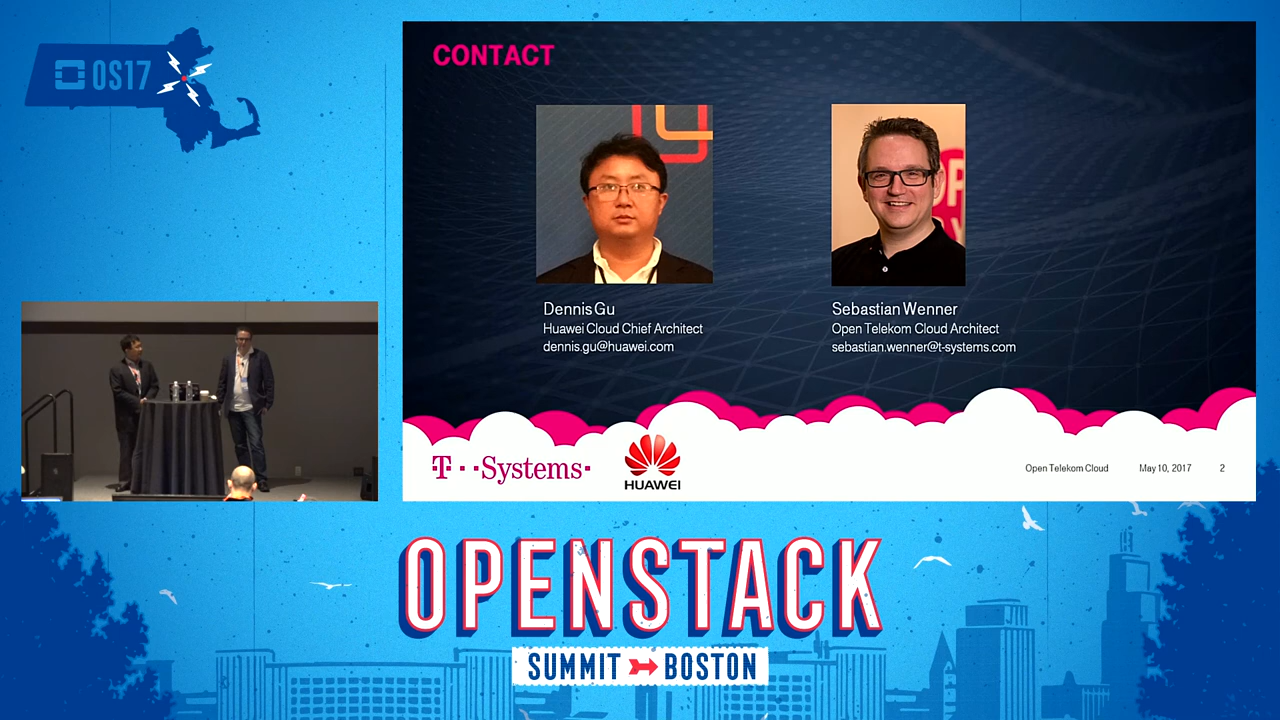 OS17
CONTACT
Dennis Gu
Huawei Cloud Chief Architect
dennis.gu@huawei.com
Sebastian Wenner
Open Telekom Cloud Architect
sebastian.wenner@t-systems.com
T··Systems·
HUAWEI
Open Telekom Cloud May 10, 2017 2
OPENSTACK
SUMMIT BOSTON